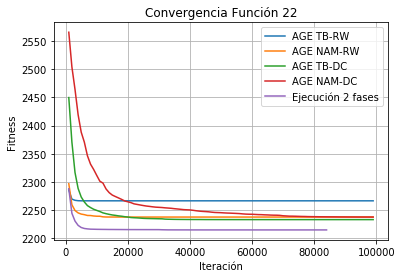 Convergencia Función 22
AGE TB-RW
AGE NAM-RW
AGE TB-DC
AGE NAM-DC
Ejecución 2 fases
Fitness
2550
2500
2450
2400
2350
2300
2250
2200
0 20000 40000 60000 80000 100000
Iteración